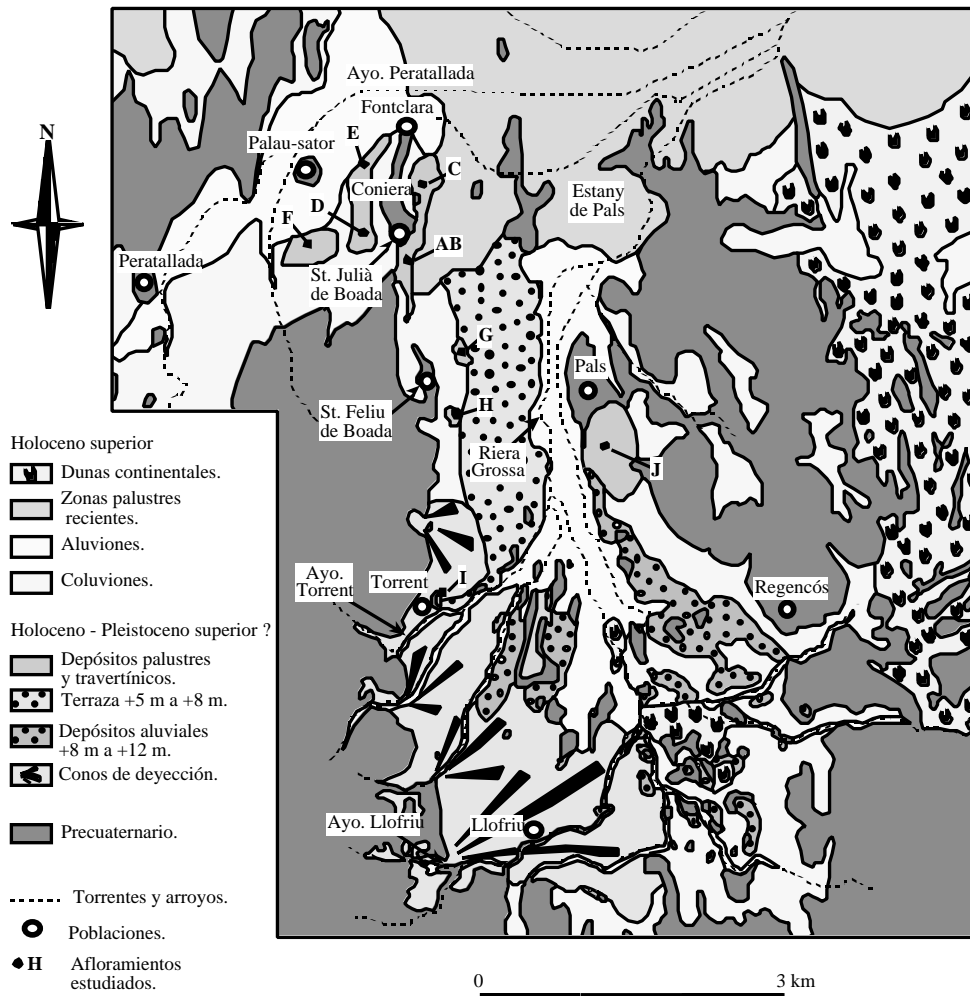 N
Ayo. Peratallada
Fontclara
E
Palau-sator
C
Coniera
Estany
de Pals
D
F
AB
Peratallada
St. Julià
de Boada
G
Pals
H
St. Feliu
de Boada
Riera
Grossa
J
Ayo.
Torrent
Torrent
I
Regencós
Ayo. Llofriu
Llofriu
Holoceno superior
Dunas continentales.
Zonas palustres
recientes.
Aluviones.
Coluviones.
Holoceno - Pleistoceno superior ?
Depósitos palustres
y travertínicos.
Terraza +5 m a +8 m.
Depósitos aluviales
+8 m a +12 m.
Conos de deyección.
Precuaternario.
Torrentes y arroyos.
Poblaciones.
H Afloramientos
estudiados.
0 3 km